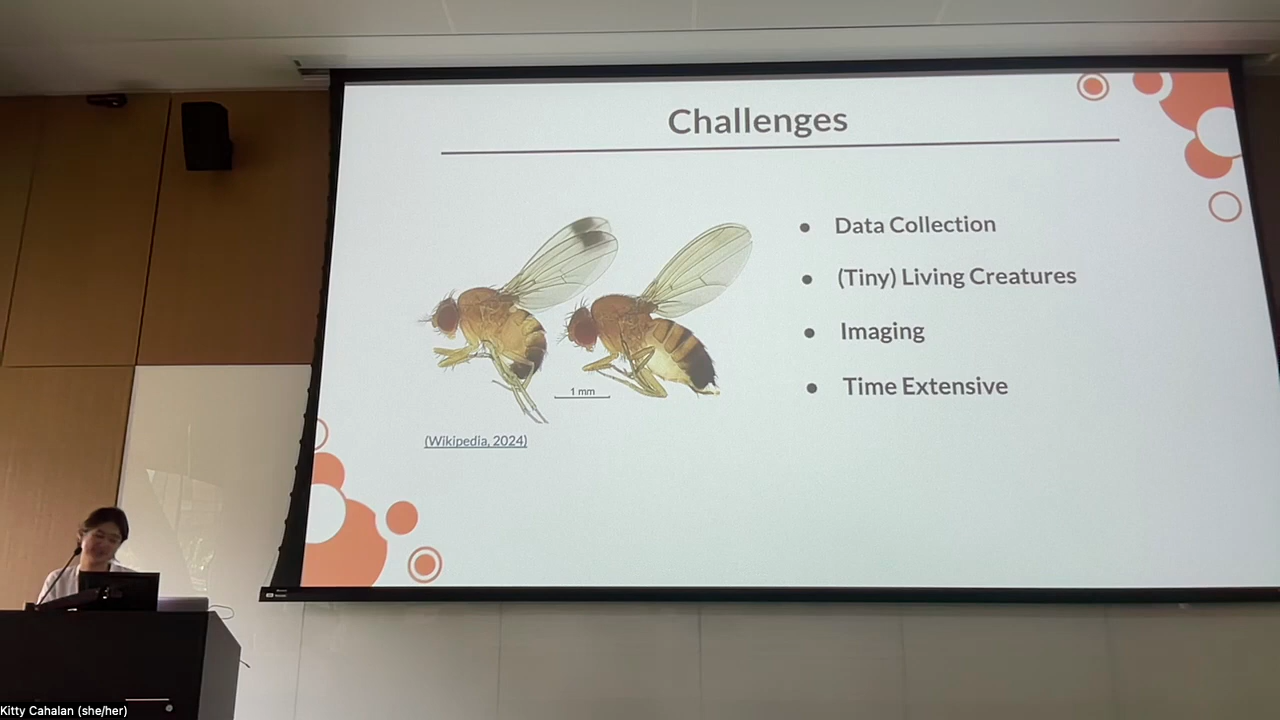 Challenges
● Data Collection
● (Tiny) Living Creatures
● Imaging
● Time Extensive
1 mm
(Wikipedia, 2024)
Kitty Cahalan (she/her)